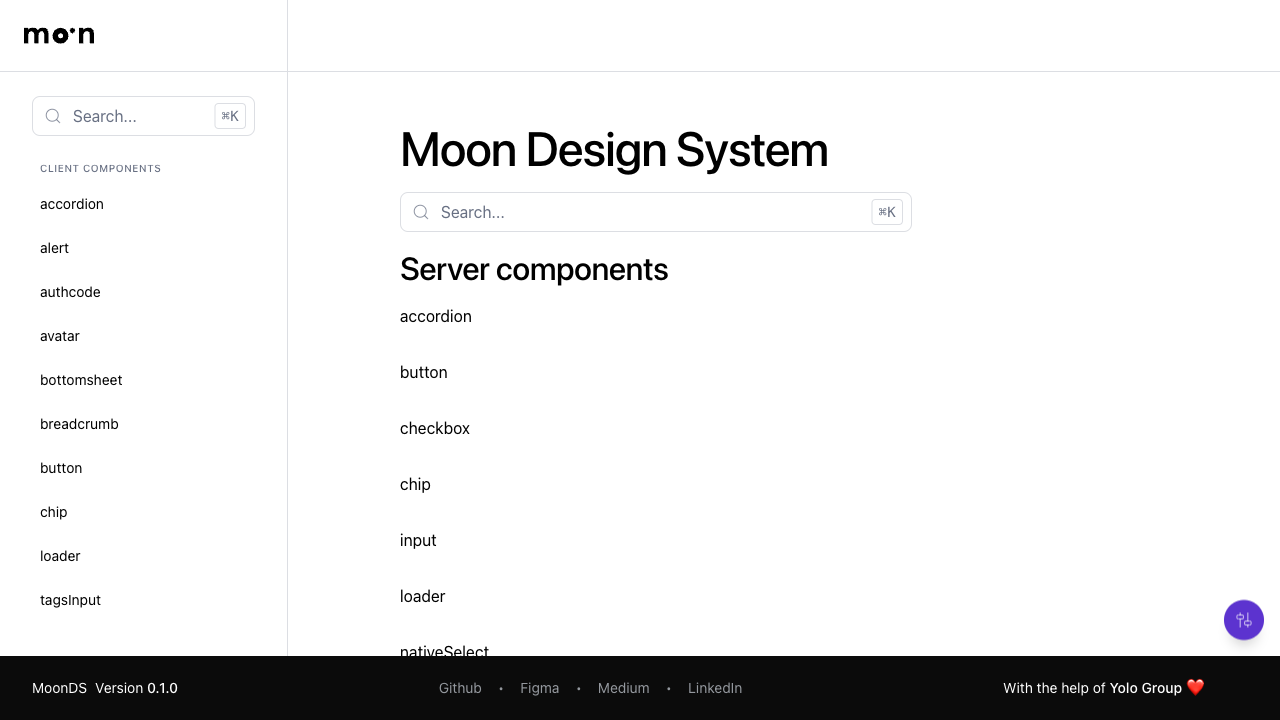 moon
Search...
⌘K
CLIENT COMPONENTS
accordion
alert
authcode
avatar
bottomsheet
breadcrumb
button
chip
loader
tagsInput
Moon Design System
Search...
⌘K
Server components
accordion
button
checkbox
chip
input
loader
nativeSelect
MoonDS Version 0.1.0
Github • Figma • Medium • LinkedIn
With the help of Yolo Group ❤️